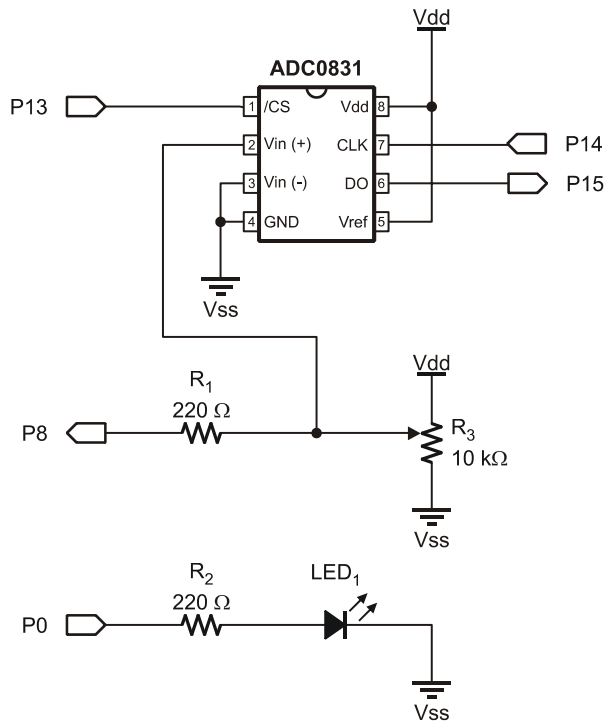 Vdd
ADC0831
P13
1 /CS Vdd 8
2 Vin (+) CLK 7
P14
3 Vin (-) DO 6
P15
4 GND Vref 5
Vss
Vdd
R1
220 Ω
P8
R3
10 kΩ
Vss
R2
220 Ω
LED1
P0
Vss